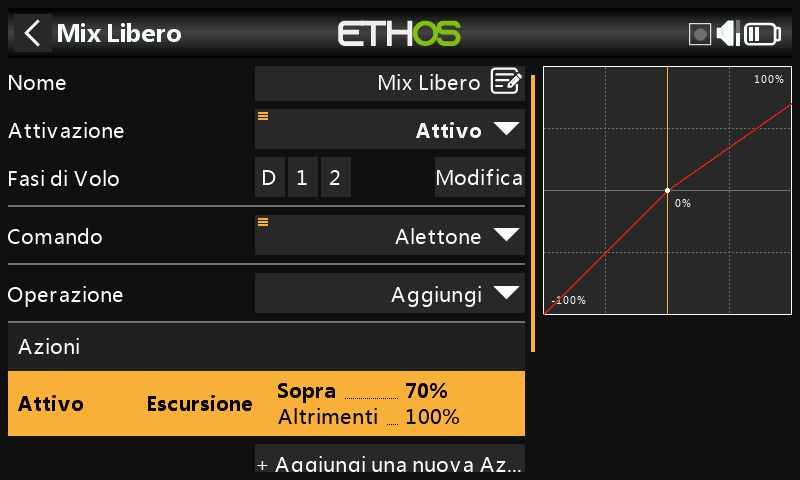 Mix Libero
ETHOS
Nome
Mix Libero
Attivazione
Attivo
Fasi di Volo
D 1 2
Modifica
Comando
Alettone
Operazione
Aggiungi
Azioni
Attivo
Escursione
Sopra ........ 70%
Altrimenti ... 100%
+ Aggiungi una nuova Az...
100%
0%
-100%